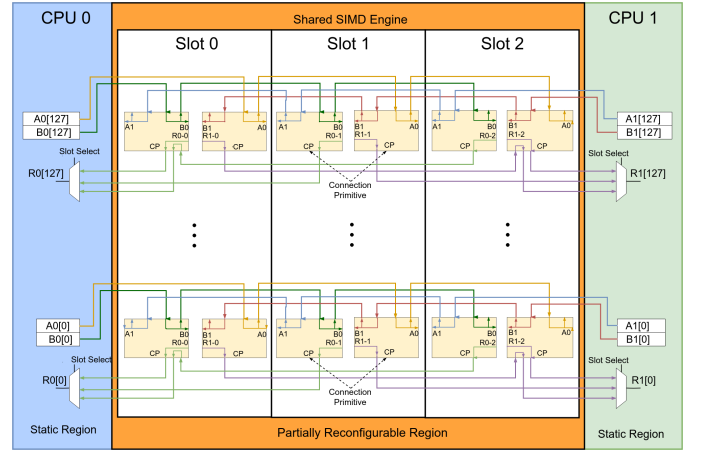 CPU 0
Shared SIMD Engine
CPU 1
Slot 0
Slot 1
Slot 2
A0[127]
B0[127]
A1[127]
B1[127]
A1
B0
R0-0
CP
B1
R1-0
A0
CP
A1
B0
R0-1
CP
B1
R1-1
A0
CP
A1
B0
R0-2
CP
B1
R1-2
A0
CP
Slot Select
R0[127]
Slot Select
R1[127]
Connection
Primitive
A0[0]
B0[0]
A1[0]
B1[0]
A1
B0
R0-0
CP
B1
R1-0
A0
CP
A1
B0
R0-1
CP
B1
R1-1
A0
CP
A1
B0
R0-2
CP
B1
R1-2
A0
CP
Slot Select
R0[0]
Slot Select
R1[0]
Connection
Primitive
Static Region
Partially Reconfigurable Region
Static Region